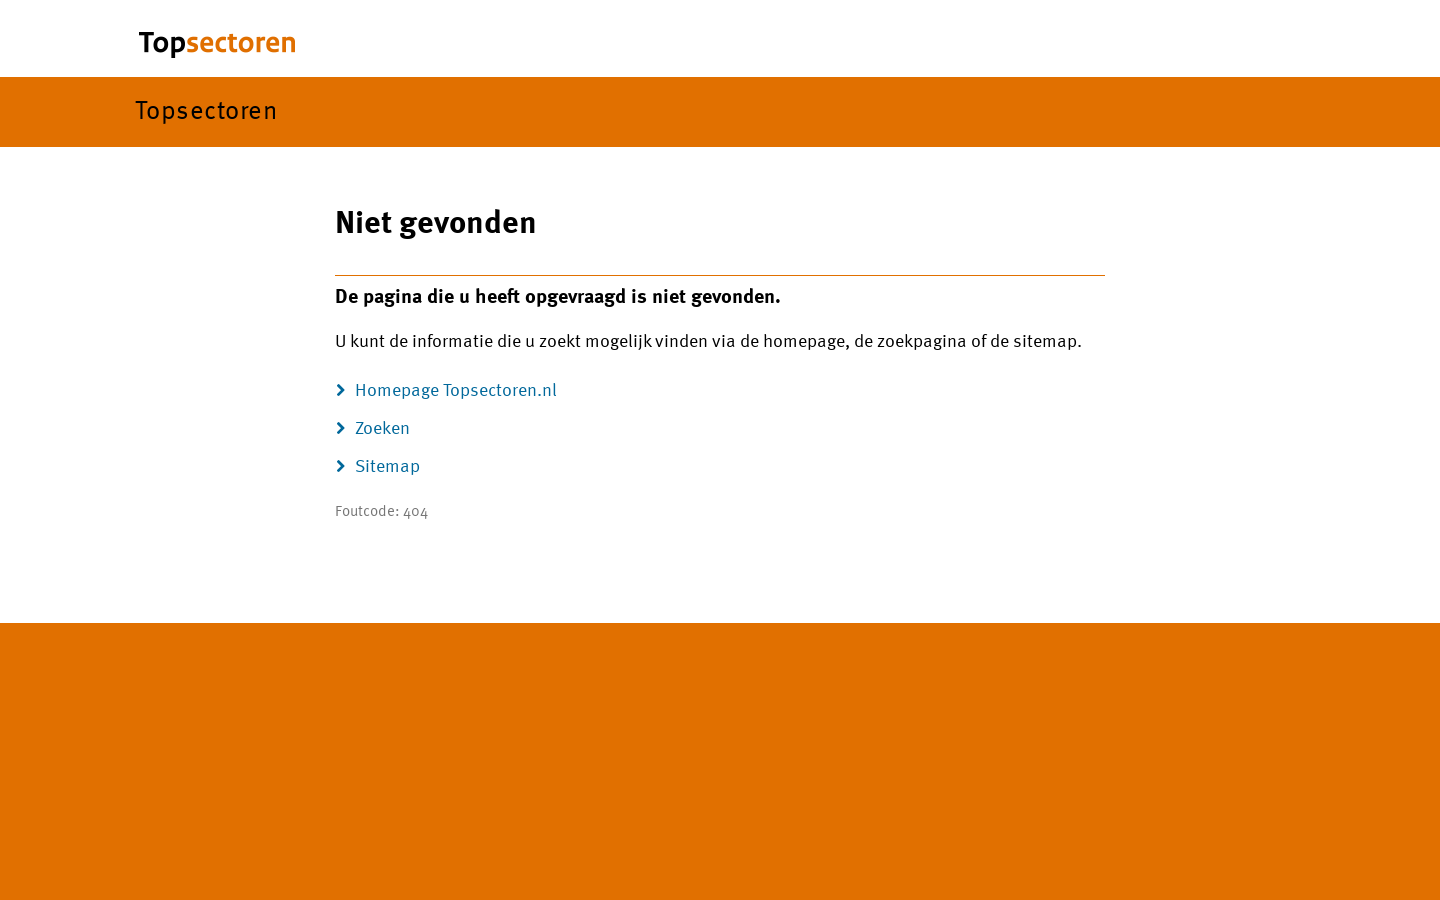 Topsectoren
Topsectoren
Niet gevonden
De pagina die u heeft opgevraagd is niet gevonden.
U kunt de informatie die u zoekt mogelijk vinden via de homepage, de zoekpagina of de sitemap.
Homepage Topsectoren.nl
Zoeken
Sitemap
Foutcode: 404